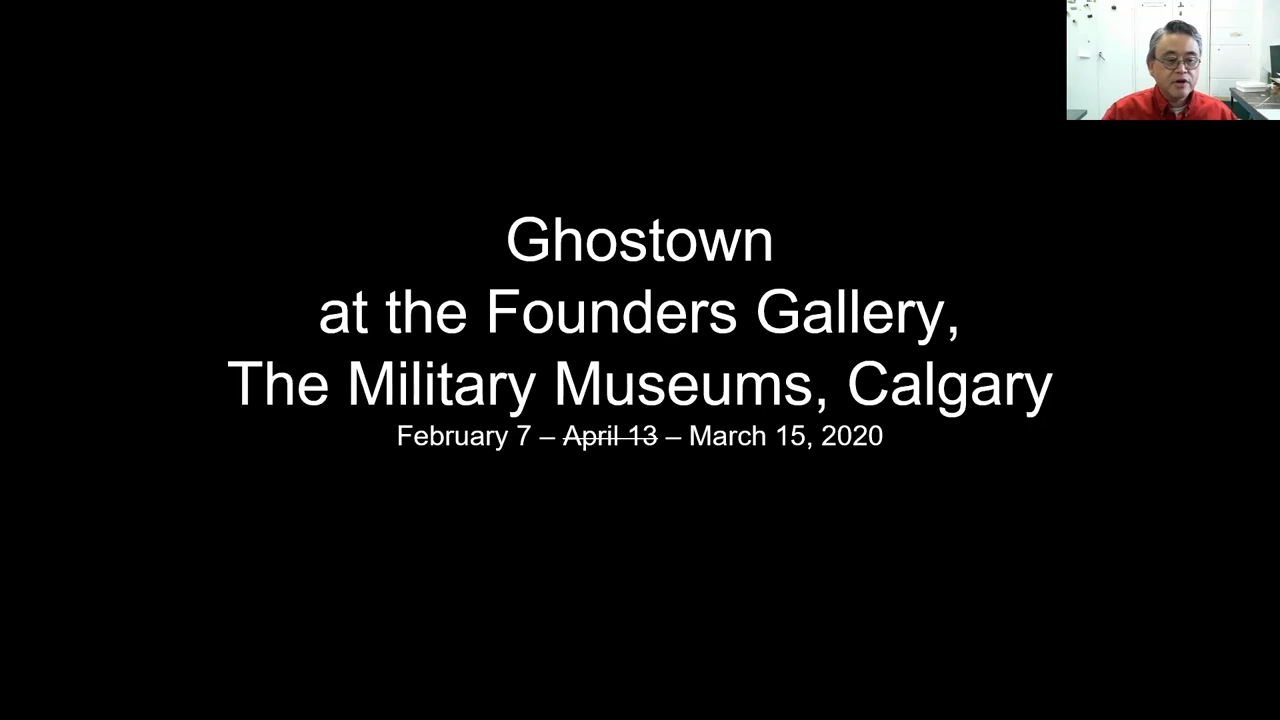 Ghostown
at the Founders Gallery,
The Military Museums, Calgary
February 7 – April 13 – March 15, 2020